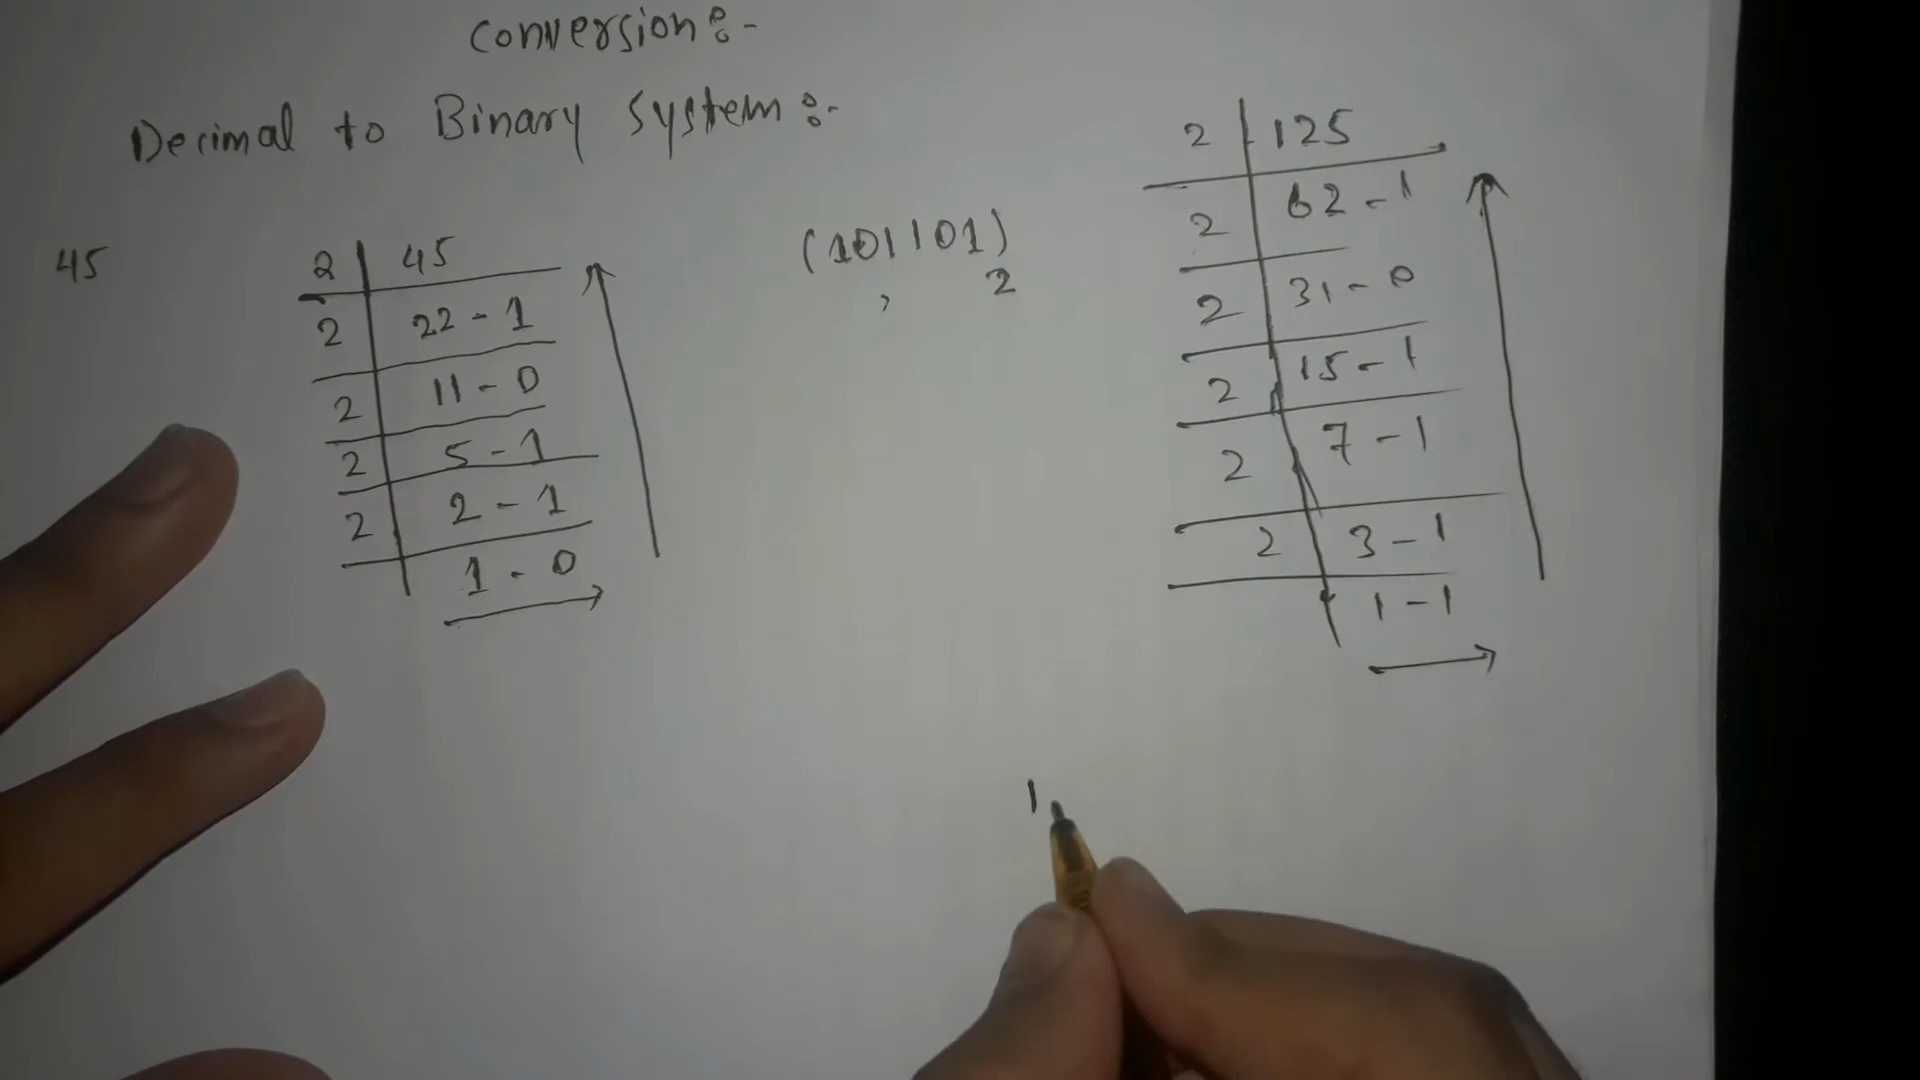 Conversion:-
Decimal to Binary System:-
45
2 | 45
2 | 22 - 1
2 | 11 - 0
2 | 5 - 1
2 | 2 - 1
1 - 0
(101101)
2
2 | 125
2 | 62 - 1
2 | 31 - 0
2 | 15 - 1
2 | 7 - 1
2 | 3 - 1
1 - 1
1